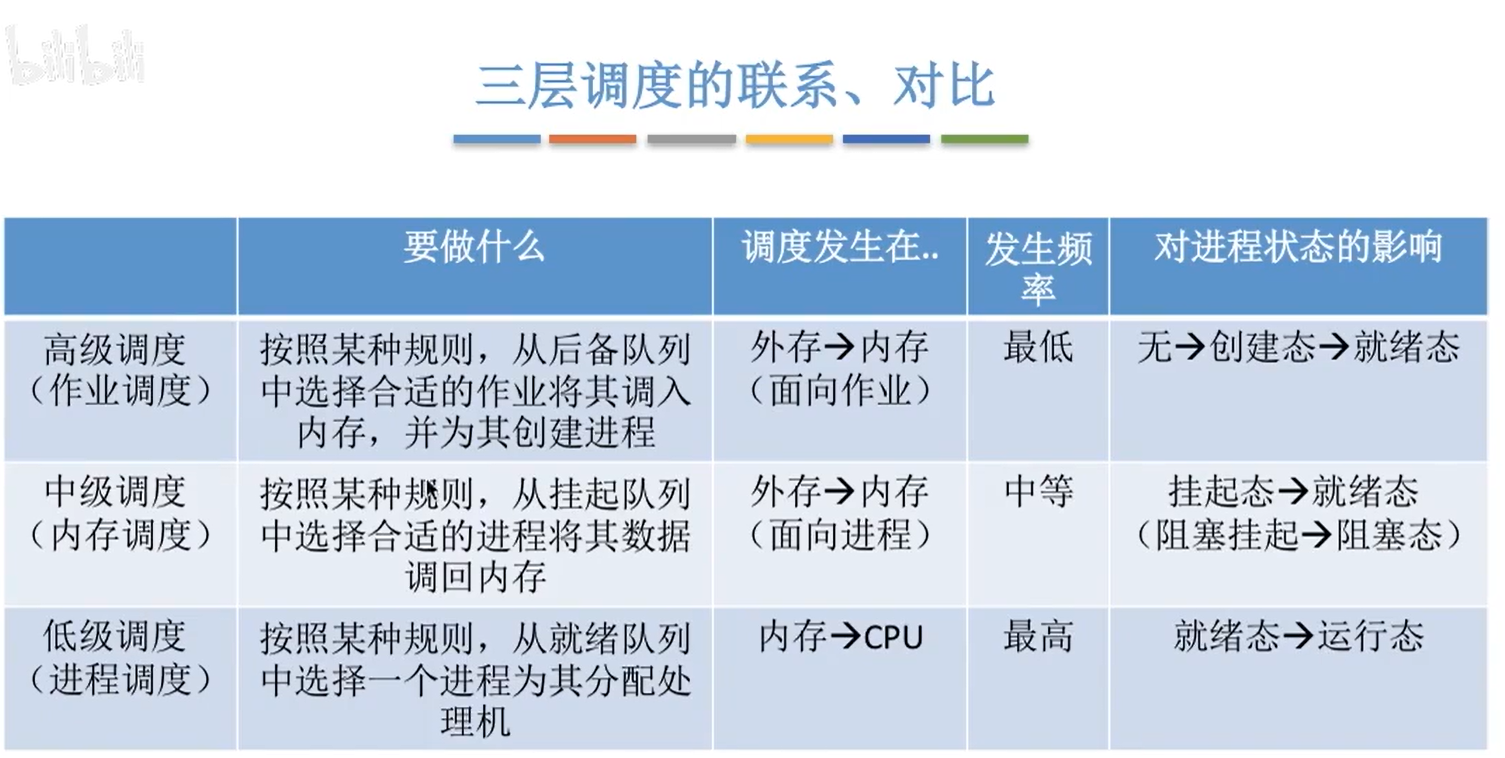 bilibili
三层调度的联系、对比
要做什么
调度发生在..
发生频
率
对进程状态的影响
高级调度
（作业调度）
按照某种规则，从后备队列
中选择合适的作业将其调入
内存，并为其创建进程
外存→内存
（面向作业）
最低
无→创建态→就绪态
中级调度
（内存调度）
按照某种规则，从挂起队列
中选择合适的进程将其数据
调回内存
外存→内存
（面向进程）
中等
挂起态→就绪态
（阻塞挂起→阻塞态）
低级调度
（进程调度）
按照某种规则，从就绪队列
中选择一个进程为其分配处
理机
内存→CPU
最高
就绪态→运行态